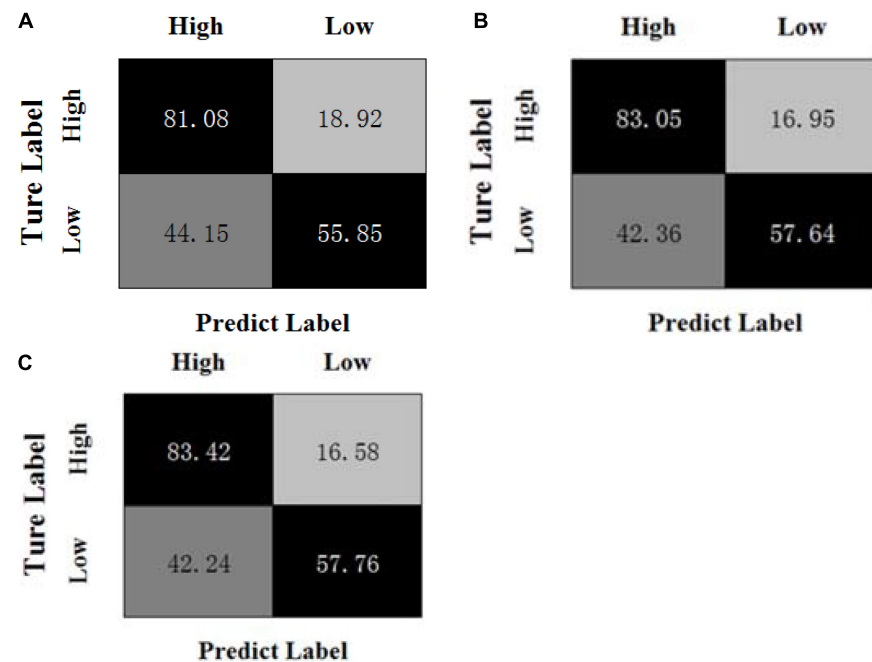 A
High Low
Ture Label
High
81.08 18.92
Low
44.15 55.85
Predict Label
B
High Low
Ture Label
High
83.05 16.95
Low
42.36 57.64
Predict Label
C
High Low
Ture Label
High
83.42 16.58
Low
42.24 57.76
Predict Label